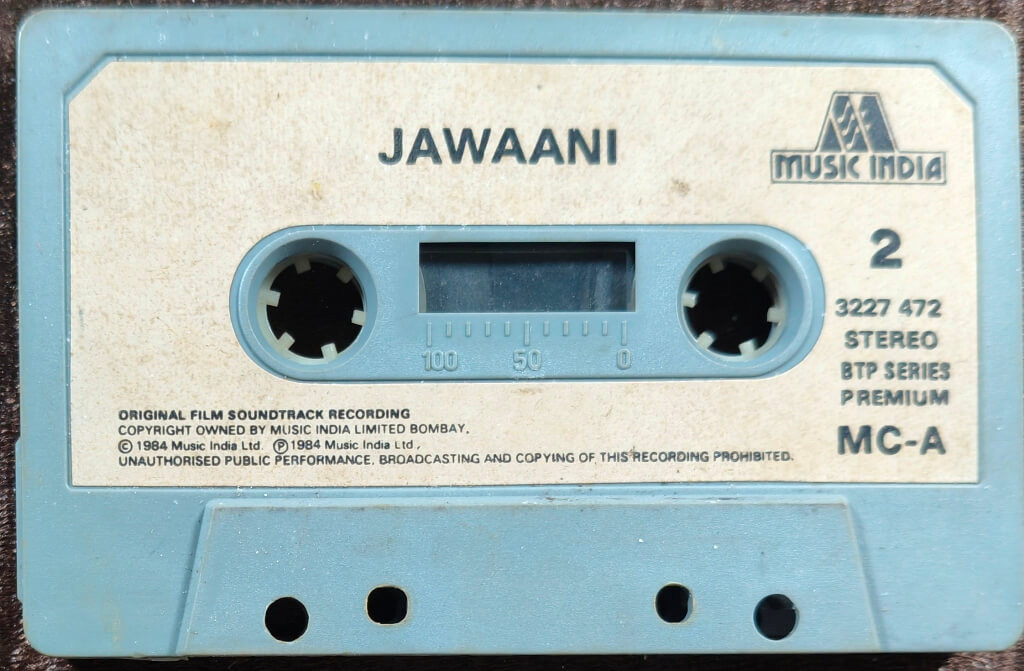 JAWAANI
MUSIC INDIA
2
3227 472
STEREO
BTP SERIES
PREMIUM
MC-A
100 50 0
ORIGINAL FILM SOUNDTRACK RECORDING
COPYRIGHT OWNED BY MUSIC INDIA LIMITED BOMBAY.
© 1984 Music India Ltd. ℗ 1984 Music India Ltd.
UNAUTHORISED PUBLIC PERFORMANCE. BROADCASTING AND COPYING OF THIS RECORDING PROHIBITED.